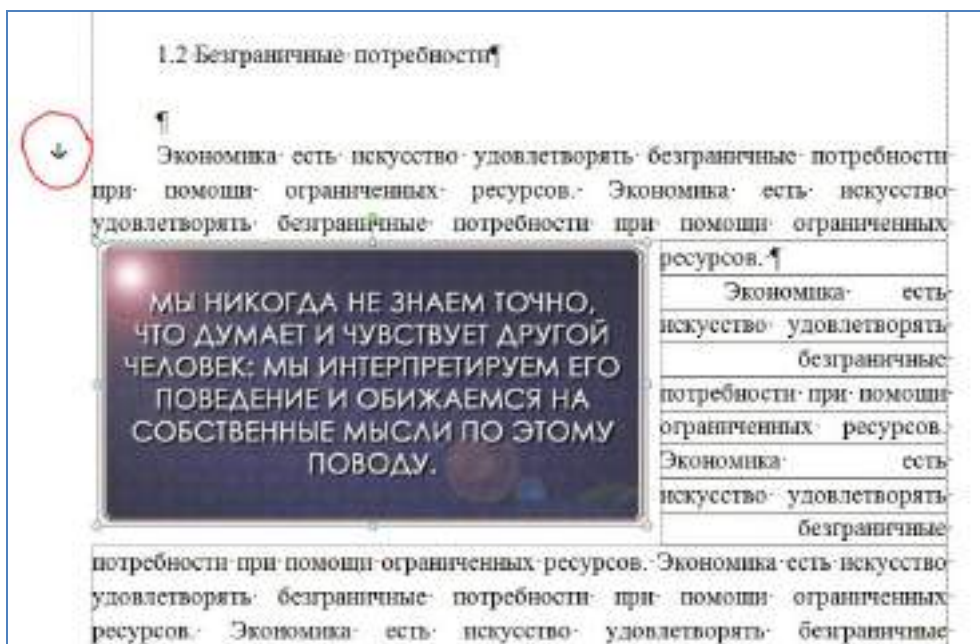 1.2 Безграничные потребности¶
¶
Экономика есть искусство удовлетворять безграничные потребности
при помощи ограниченных ресурсов. Экономика есть искусство
удовлетворять безграничные потребности при помощи ограниченных
ресурсов.¶
Экономика есть
искусство удовлетворять
безграничные
потребности при помощи
ограниченных ресурсов.
Экономика есть
искусство удовлетворять
безграничные
МЫ НИКОГДА НЕ ЗНАЕМ ТОЧНО,
ЧТО ДУМАЕТ И ЧУВСТВУЕТ ДРУГОЙ
ЧЕЛОВЕК: МЫ ИНТЕРПРЕТИРУЕМ ЕГО
ПОВЕДЕНИЕ И ОБИЖАЕМСЯ НА
СОБСТВЕННЫЕ МЫСЛИ ПО ЭТОМУ
ПОВОДУ.
потребности при помощи ограниченных ресурсов. Экономика есть искусство
удовлетворять безграничные потребности при помощи ограниченных
ресурсов. Экономика есть искусство удовлетворять безграничные